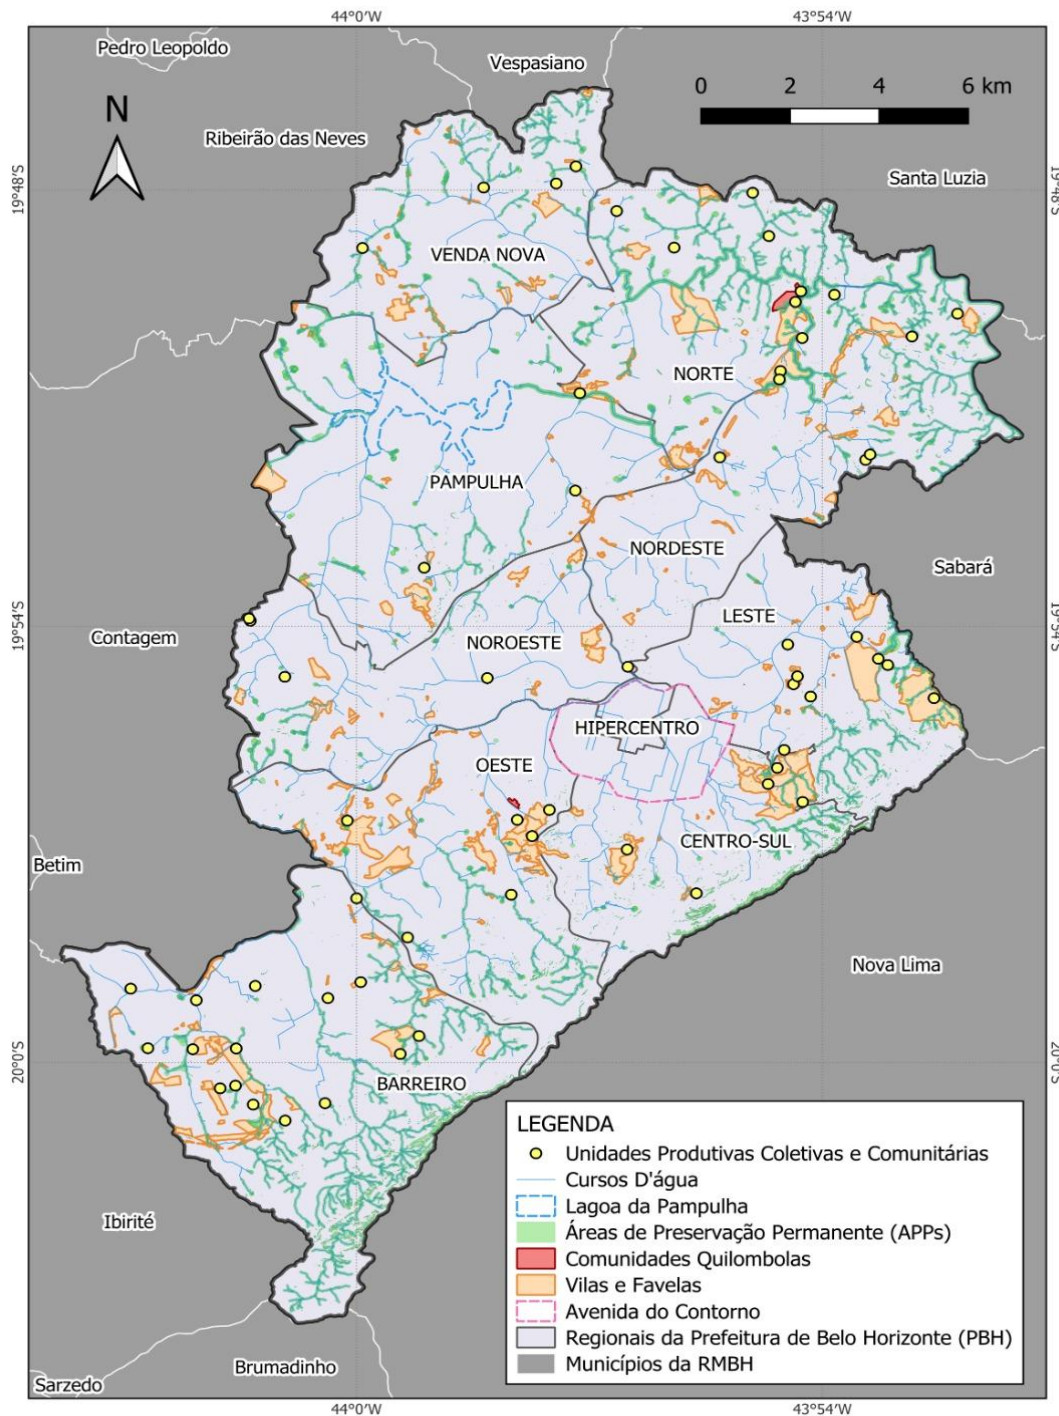 44°0'W 43°54'W
Pedro Leopoldo
Vespasiano
0 2 4 6 km
N
Ribeirão das Neves
19°48'S 19°48'S
Santa Luzia
VENDA NOVA
NORTE
PAMPULHA
NORDESTE
Sabará
LESTE
19°54'S 19°54'S
Contagem
NOROESTE
HIPERCENTRO
OESTE
CENTRO-SUL
Betim
Nova Lima
20°0'S 20°0'S
BARREIRO
LEGENDA
Unidades Produtivas Coletivas e Comunitárias
Cursos D'água
Lagoa da Pampulha
Áreas de Preservação Permanente (APPs)
Comunidades Quilombolas
Vilas e Favelas
Avenida do Contorno
Regionais da Prefeitura de Belo Horizonte (PBH)
Municípios da RMBH
Ibirité
Brumadinho
Sarzedo
44°0'W 43°54'W